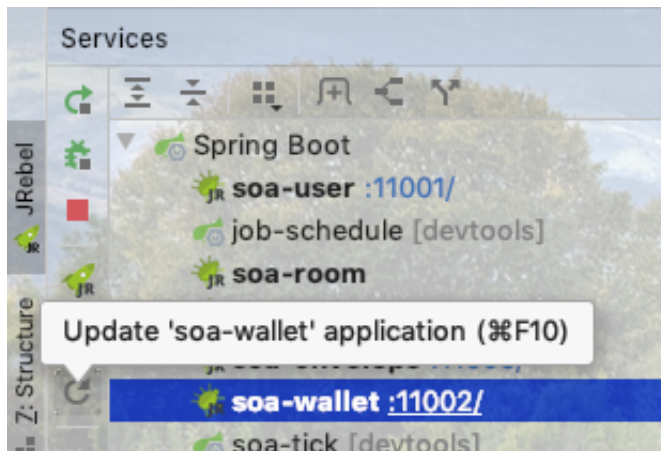 Services
JRebel
Spring Boot
soa-user :11001/
job-schedule [devtools]
soa-room
Update 'soa-wallet' application (⌘F10)
soa-wallet :11002/
soa-tick [devtools]
7: Structure